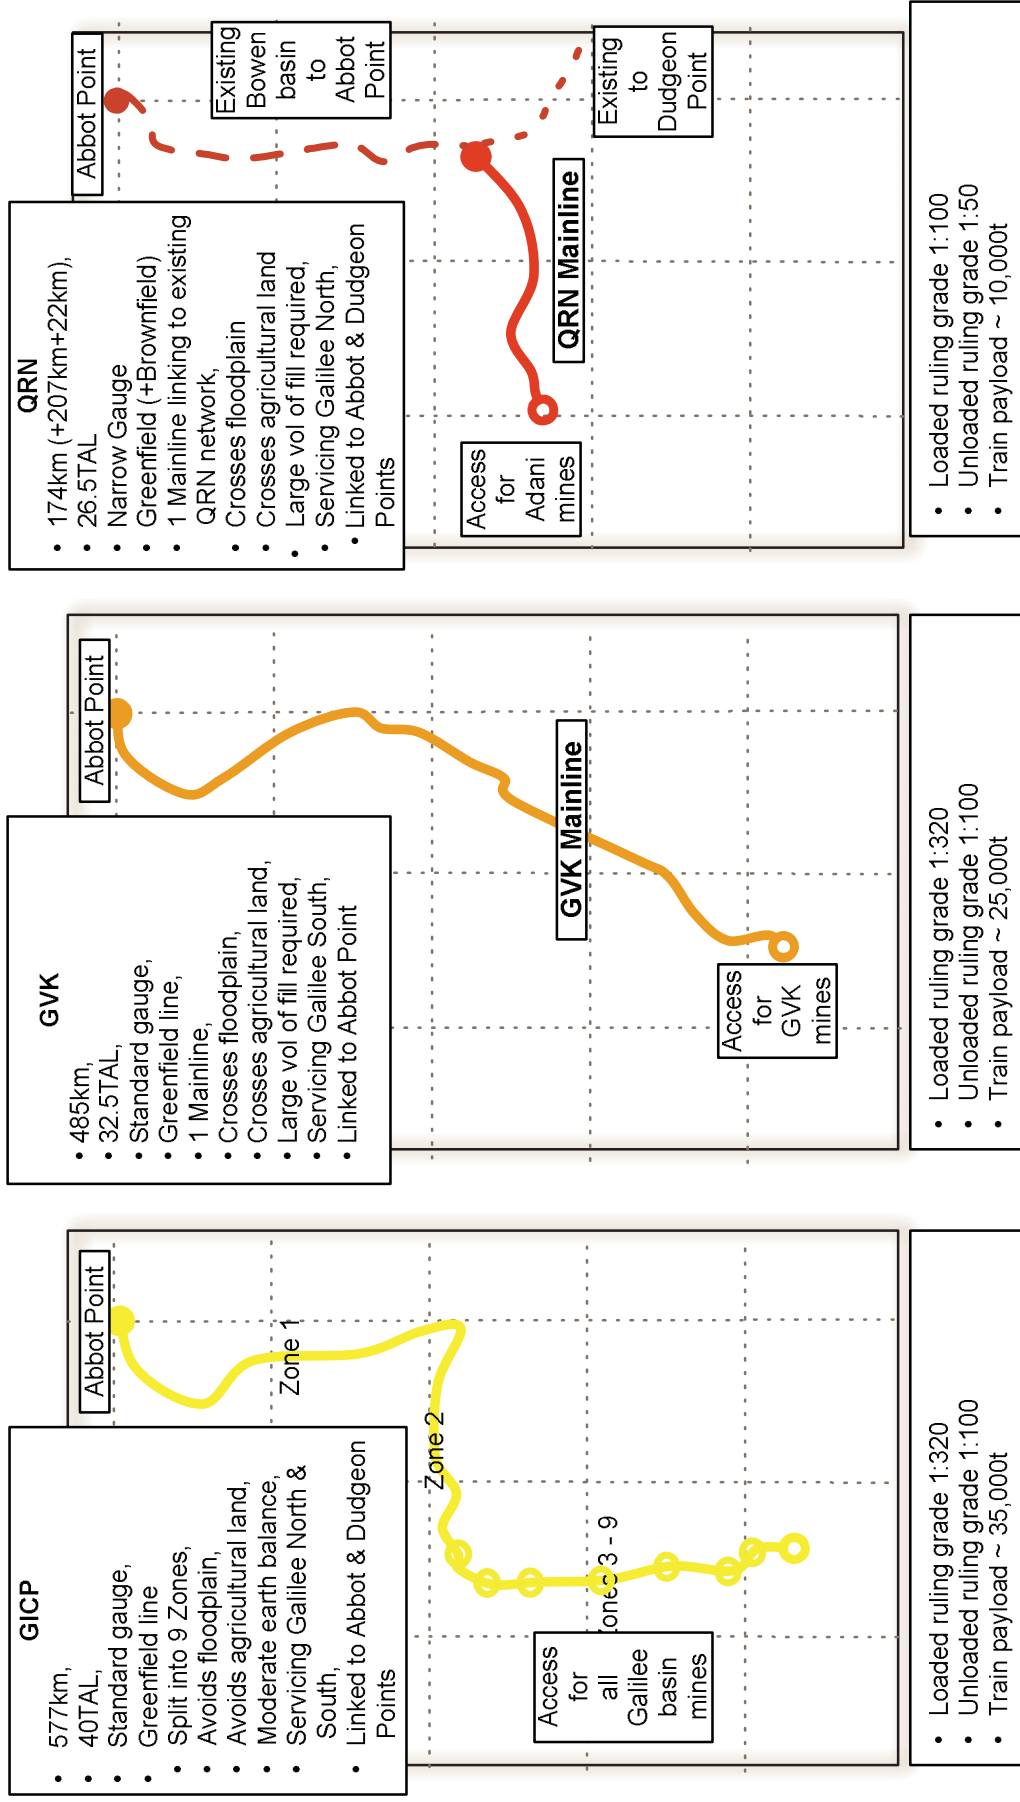 GICP
• 577km,
• 40TAL,
• Standard gauge,
• Greenfield line
• Split into 9 Zones,
• Avoids floodplain,
• Avoids agricultural land,
• Moderate earth balance,
• Servicing Galilee North &
South,
• Linked to Abbot & Dudgeon
Points
Abbot Point
Zone 1
Zone 2
Zones 3 - 9
Access
for
all
Galilee
basin
mines
• Loaded ruling grade 1:320
• Unloaded ruling grade 1:100
• Train payload ~ 35,000t
GVK
• 485km,
• 32.5TAL,
• Standard gauge,
• Greenfield line,
• 1 Mainline,
• Crosses floodplain,
• Crosses agricultural land,
• Large vol of fill required,
• Servicing Galilee South,
• Linked to Abbot Point
Abbot Point
GVK Mainline
Access
for
GVK
mines
• Loaded ruling grade 1:320
• Unloaded ruling grade 1:100
• Train payload ~ 25,000t
QRN
• 174km (+207km+22km),
• 26.5TAL
• Narrow Gauge
• Greenfield (+Brownfield)
• 1 Mainline linking to existing
QRN network,
• Crosses floodplain
• Crosses agricultural land
• Large vol of fill required,
• Servicing Galilee North,
• Linked to Abbot & Dudgeon
Points
Abbot Point
Existing
Bowen
basin
to
Abbot
Point
Existing
to
Dudgeon
Point
QRN Mainline
Access
for
Adani
mines
• Loaded ruling grade 1:100
• Unloaded ruling grade 1:50
• Train payload ~ 10,000t